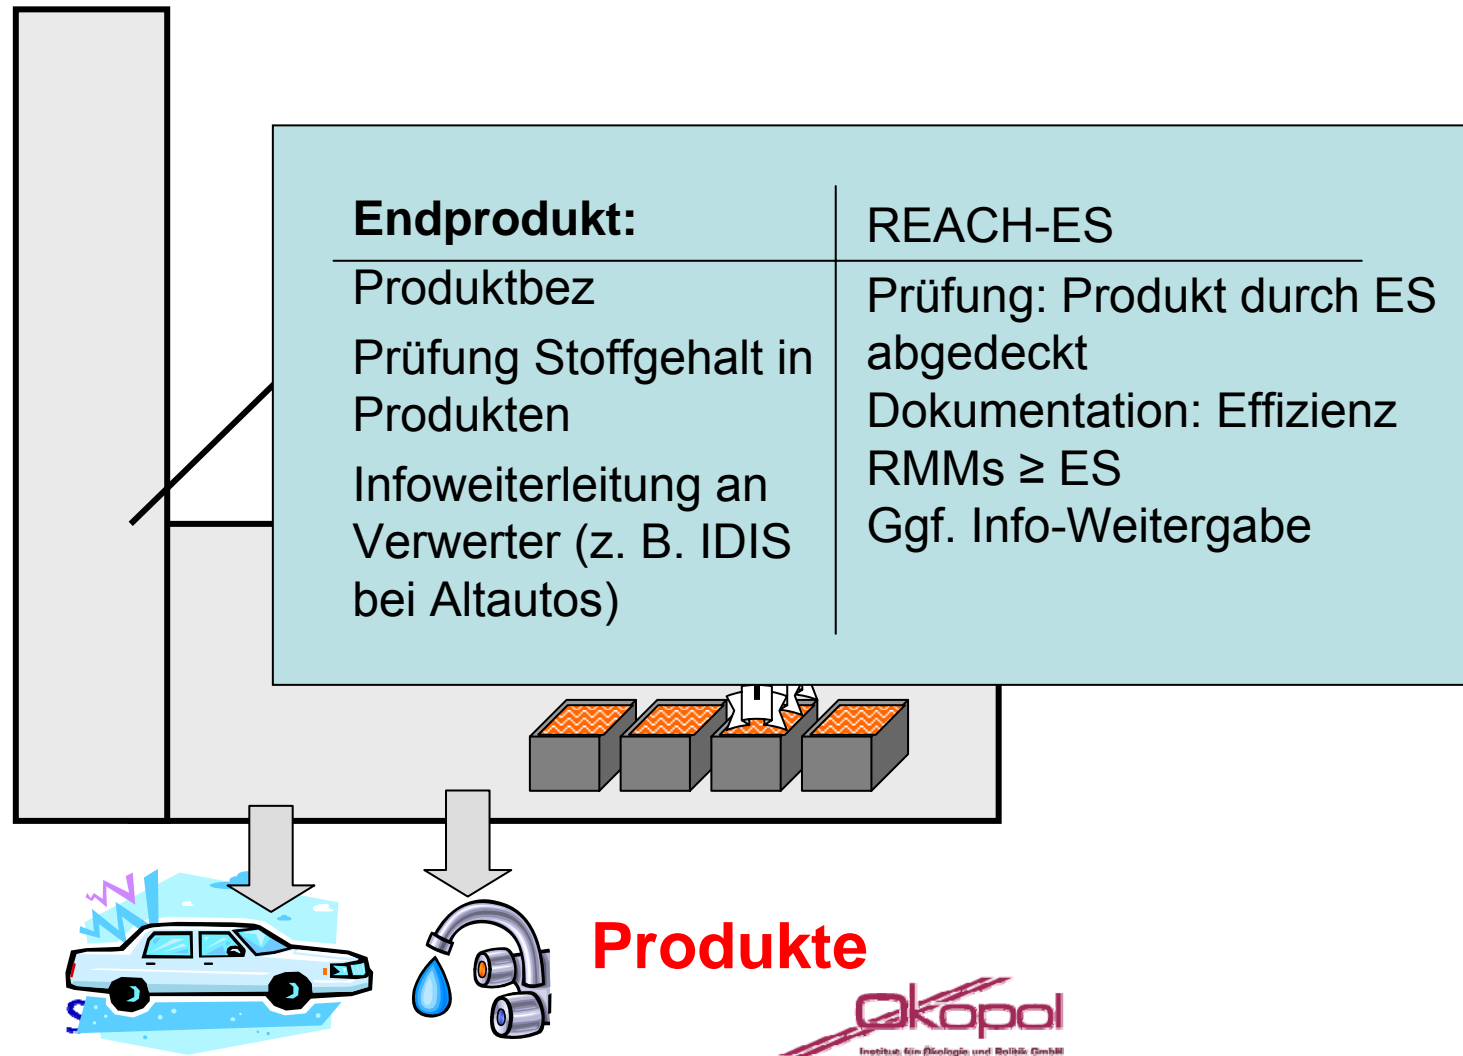 Endprodukt:
Produktbez
Prüfung Stoffgehalt in
Produkten
Infoweiterleitung an
Verwerter (z. B. IDIS
bei Altautos)
REACH-ES
Prüfung: Produkt durch ES
abgedeckt
Dokumentation: Effizienz
RMMs ≥ ES
Ggf. Info-Weitergabe
Produkte
Ökopol
Institut für Ökologie und Politik GmbH